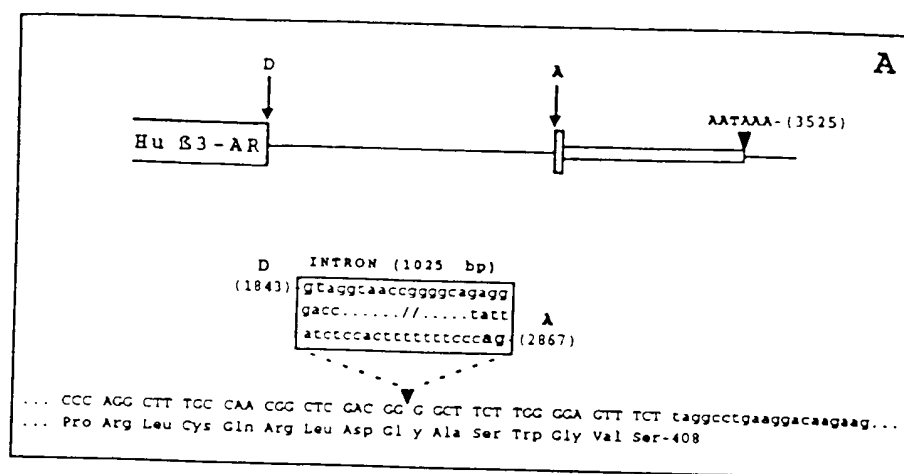 A
D
A
AATAAA-(3525)
Hu ß3-AR
D INTRON (1025 bp)
(1843) gtaggtaaccggggcagagg
gacc......//.....tatt
A
atctccactttttttttcccag (2867)
... CCC AGG CTT TGC CAA CGG CTC GAC GG G GCT TCT TGG GGA GTT TCT taggcctgaaggacaagaag...
... Pro Arg Leu Cys Gln Arg Leu Asp Gl y Ala Ser Trp Gly Val Ser-408